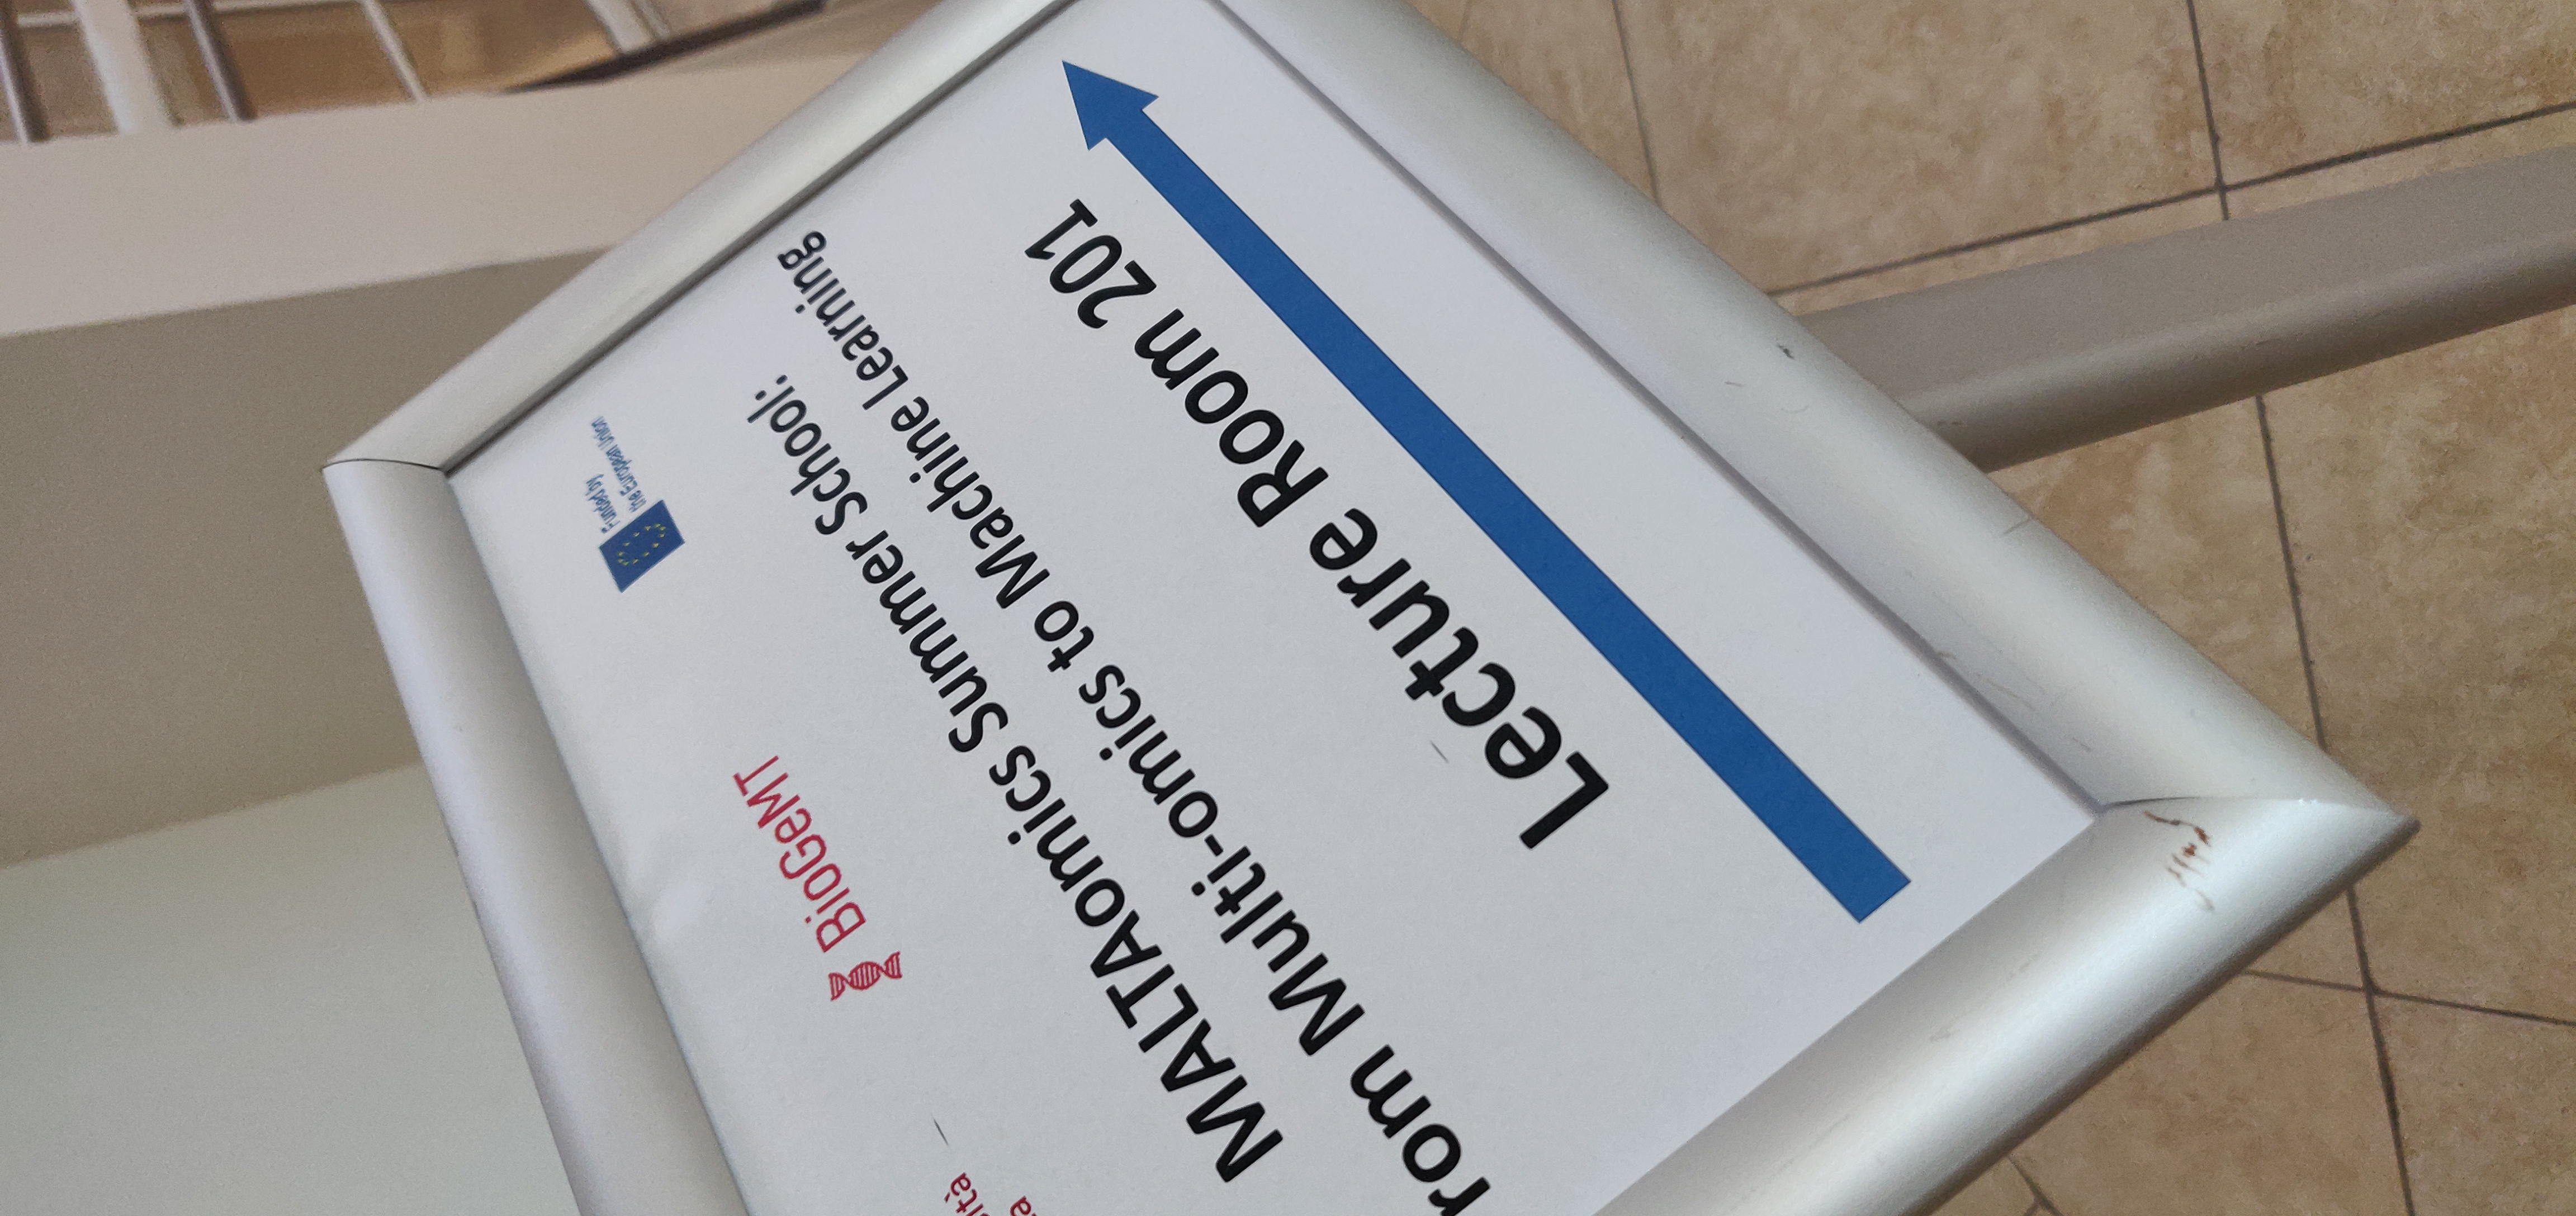 Funded by
the European Union
BioGeMT
MALTAomics Summer School:
rom Multi-omics to Machine Learning
Lecture Room 201